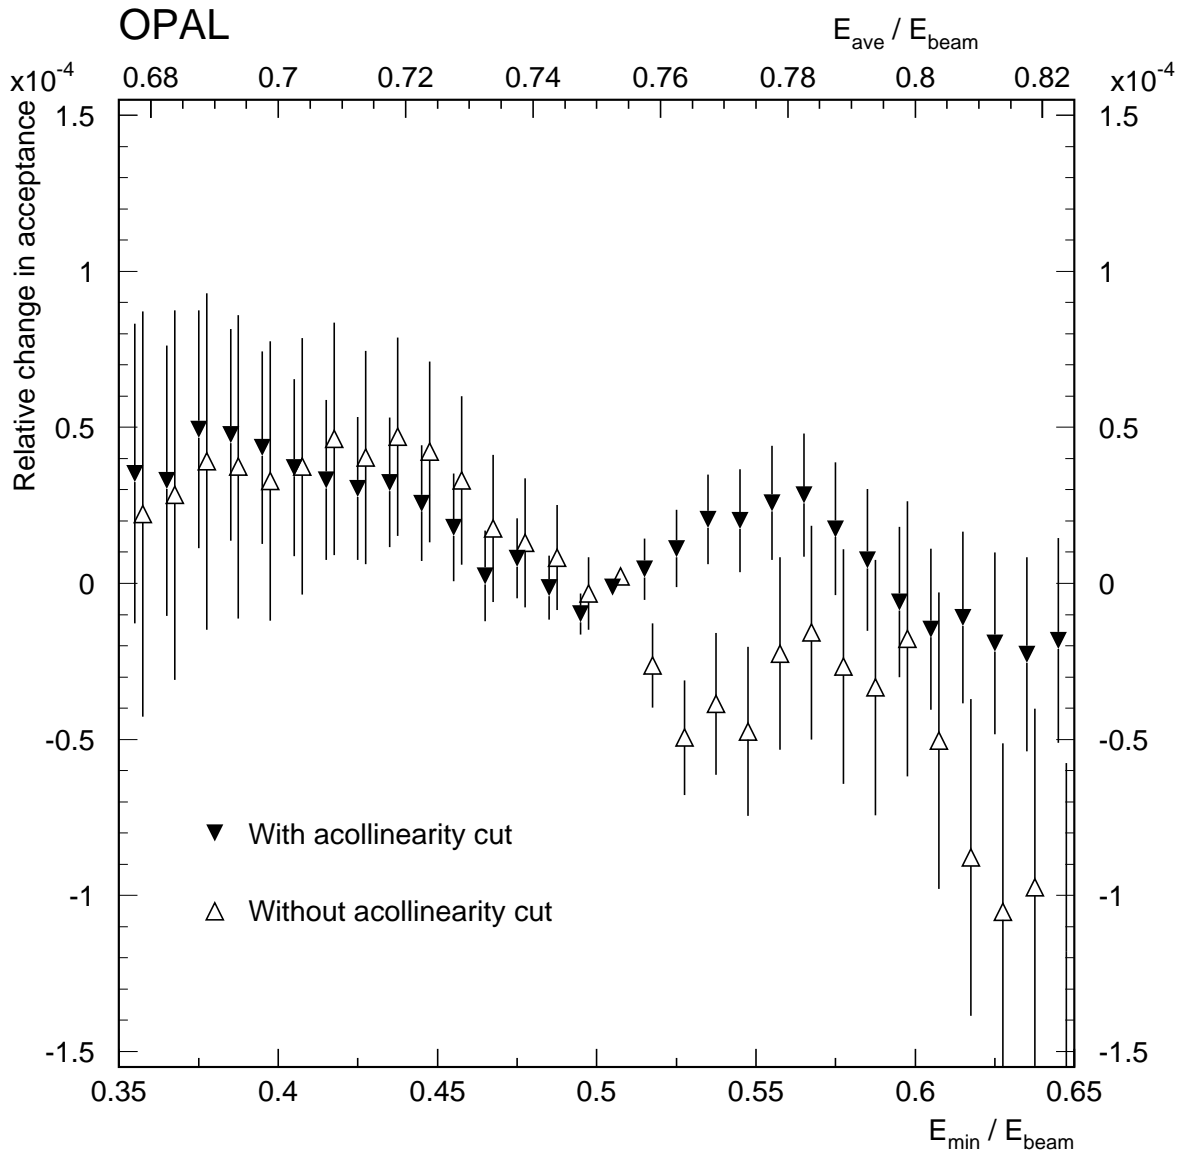 OPAL
E_ave / E_beam
x10^-4 0.68 0.7 0.72 0.74 0.76 0.78 0.8 0.82 x10^-4
Relative change in acceptance
1.5 1.5
1 1
0.5 0.5
0 0
-0.5 -0.5
With acollinearity cut
-1 -1
Without acollinearity cut
-1.5 -1.5
0.35 0.4 0.45 0.5 0.55 0.6 0.65
E_min / E_beam